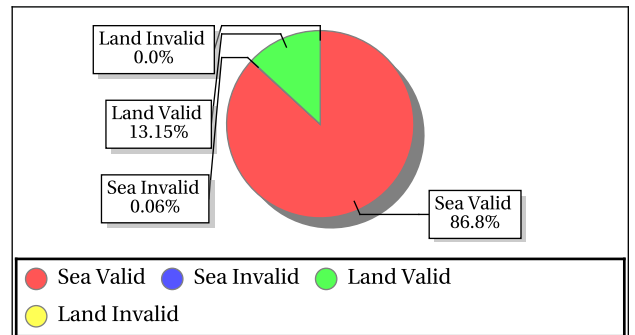 Land Invalid
0.0%
Land Valid
13.15%
Sea Invalid
0.06%
Sea Valid
86.8%
Sea Valid Sea Invalid Land Valid
Land Invalid